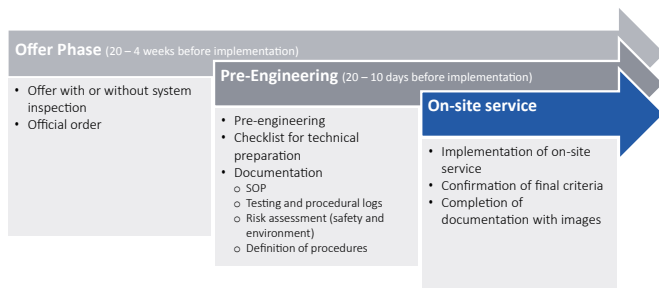 Offer Phase (20 – 4 weeks before implementation)
• Offer with or without system
inspection
• Official order
Pre-Engineering (20 – 10 days before implementation)
• Pre-engineering
• Checklist for technical
preparation
• Documentation
o SOP
o Testing and procedural logs
o Risk assessment (safety and
environment)
o Definition of procedures
On-site service
• Implementation of on-site
service
• Confirmation of final criteria
• Completion of
documentation with images